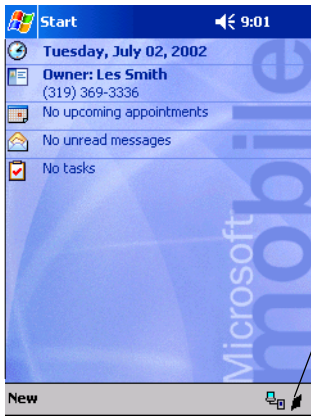 Start 9:01
Tuesday, July 02, 2002
Owner: Les Smith
(319) 369-3336
No upcoming appointments
No unread messages
No tasks
Microsoft
mobile
New